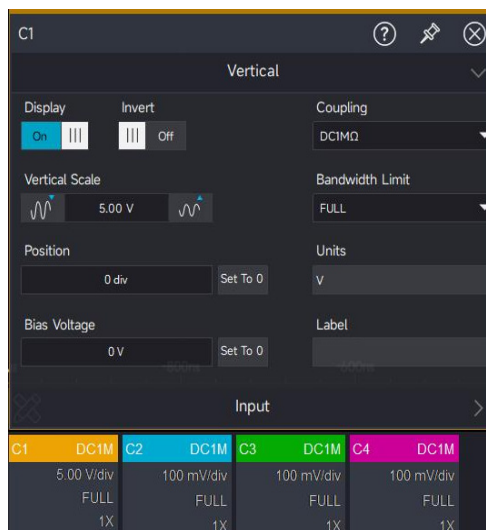 C1
Vertical
Display Invert Coupling
On Off DC1MΩ
Vertical Scale Bandwidth Limit
5.00 V FULL
Position Units
0 div Set To 0 V
Bias Voltage Label
0 V Set To 0
-800ns -600ns
Input
C1 DC1M C2 DC1M C3 DC1M C4 DC1M
5.00 V/div 100 mV/div 100 mV/div 100 mV/div
FULL FULL FULL FULL
1X 1X 1X 1X